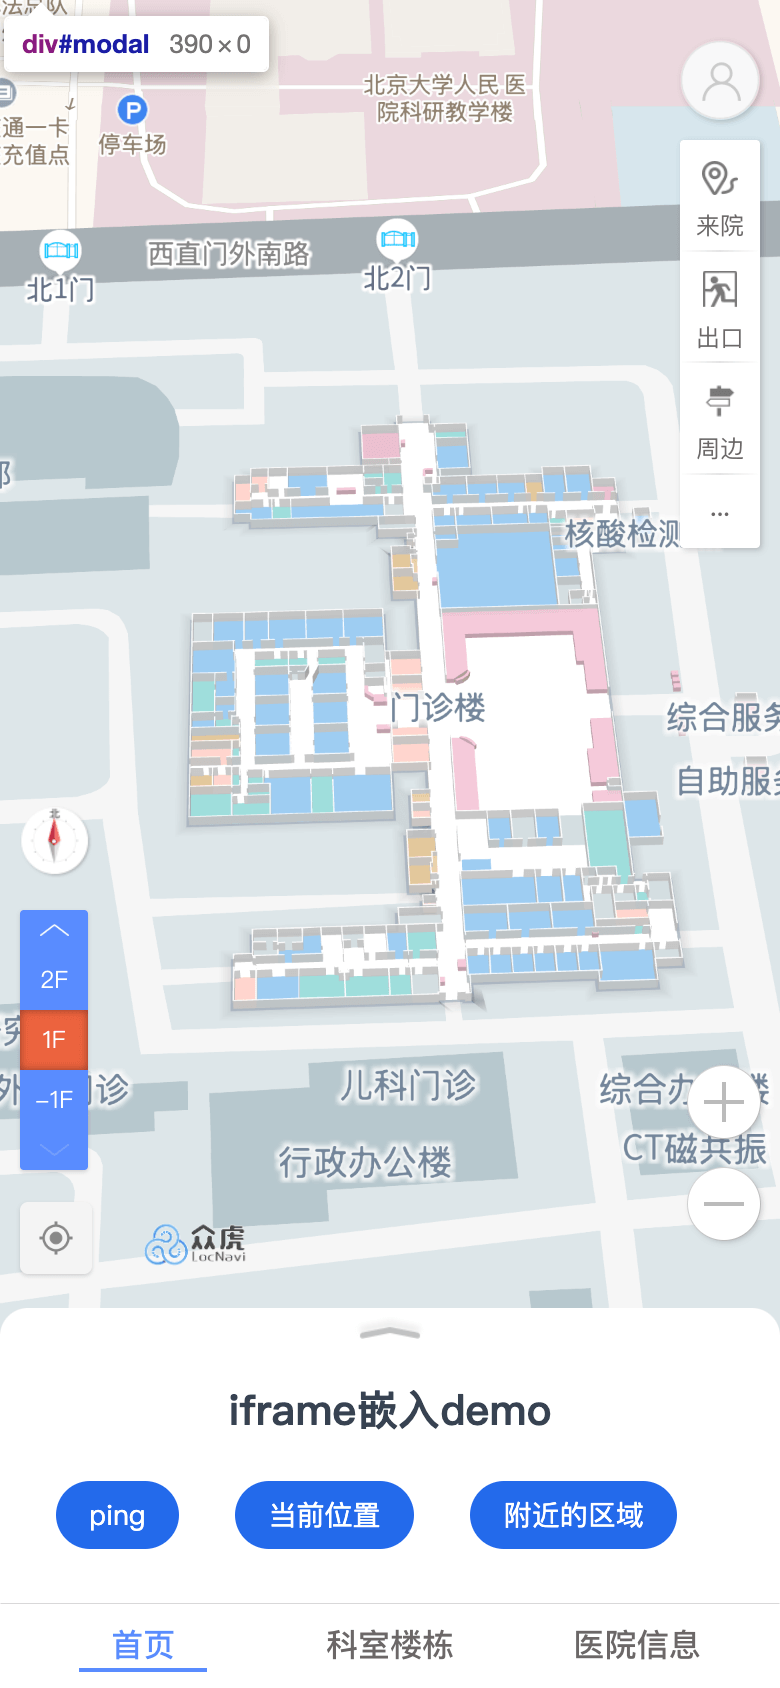 div#modal 390 × 0
北京大学人民 医
院科研教学楼
P
停车场
通一卡
充值点
来院
出口
周边
...
西直门外南路
北1门
北2门
核酸检测
门诊楼
综合服务
自助服务
北
2F
1F
-1F
门诊
儿科门诊
综合办
楼
CT磁共振
行政办公楼
众虎
LocNavi
iframe嵌入demo
ping
当前位置
附近的区域
首页
科室楼栋
医院信息